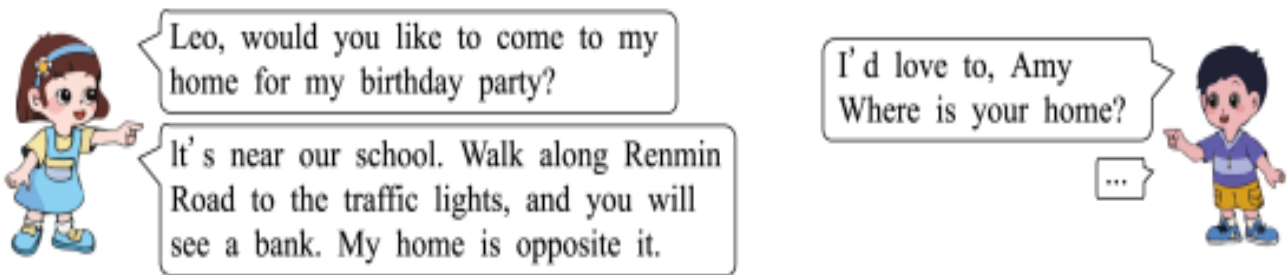 Leo, would you like to come to my
home for my birthday party?
I'd love to, Amy
Where is your home?
It's near our school. Walk along Renmin
Road to the traffic lights, and you will
see a bank. My home is opposite it.
...